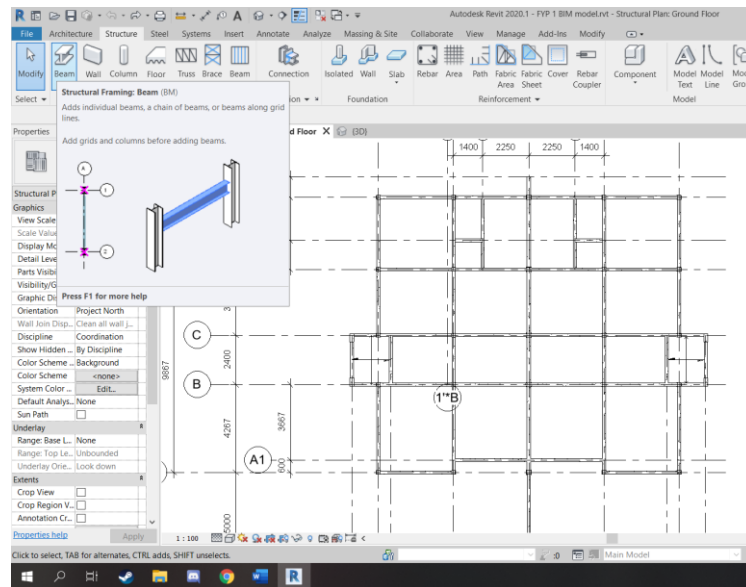 Autodesk Revit 2020.1 - FYP 1 BIM model.rvt - Structural Plan: Ground Floor
File Architecture Structure Steel Systems Insert Annotate Analyze Massing & Site Collaborate View Manage Add-Ins Modify
Modify Beam Wall Column Floor Truss Brace Beam Connection Isolated Wall Slab Rebar Area Path Fabric Area Fabric Sheet Cover Rebar Coupler Component Model Text Model Line
Select Foundation Reinforcement Model
Structural Framing: Beam (BM)
Adds individual beams, a chain of beams, or beams along grid
lines.
Add grids and columns before adding beams.
A
1
2
Press F1 for more help
Properties
d Floor X {3D}
1400 2250 2250 1400
Structural P
Graphics
View Scale
Scale Value
Display Mo
Detail Leve
Parts Visibi
Visibility/G
Graphic Di
Orientation Project North
Wall Join Disp... Clean all wall j...
Discipline Coordination
Show Hidden ... By Discipline
Color Scheme ... Background
Color Scheme <none>
System Color ... Edit...
Default Analys... None
Sun Path
Underlay
Range: Base L... None
Range: Top Le... Unbounded
Underlay Orie... Look down
Extents
Crop View
Crop Region V...
Annotation Cr...
Properties help Apply
C
B
A1
1'*B
9867
2400
4267
3667
600
5000
1 : 100
Click to select, TAB for alternates, CTRL adds, SHIFT unselects.
:0 Main Model